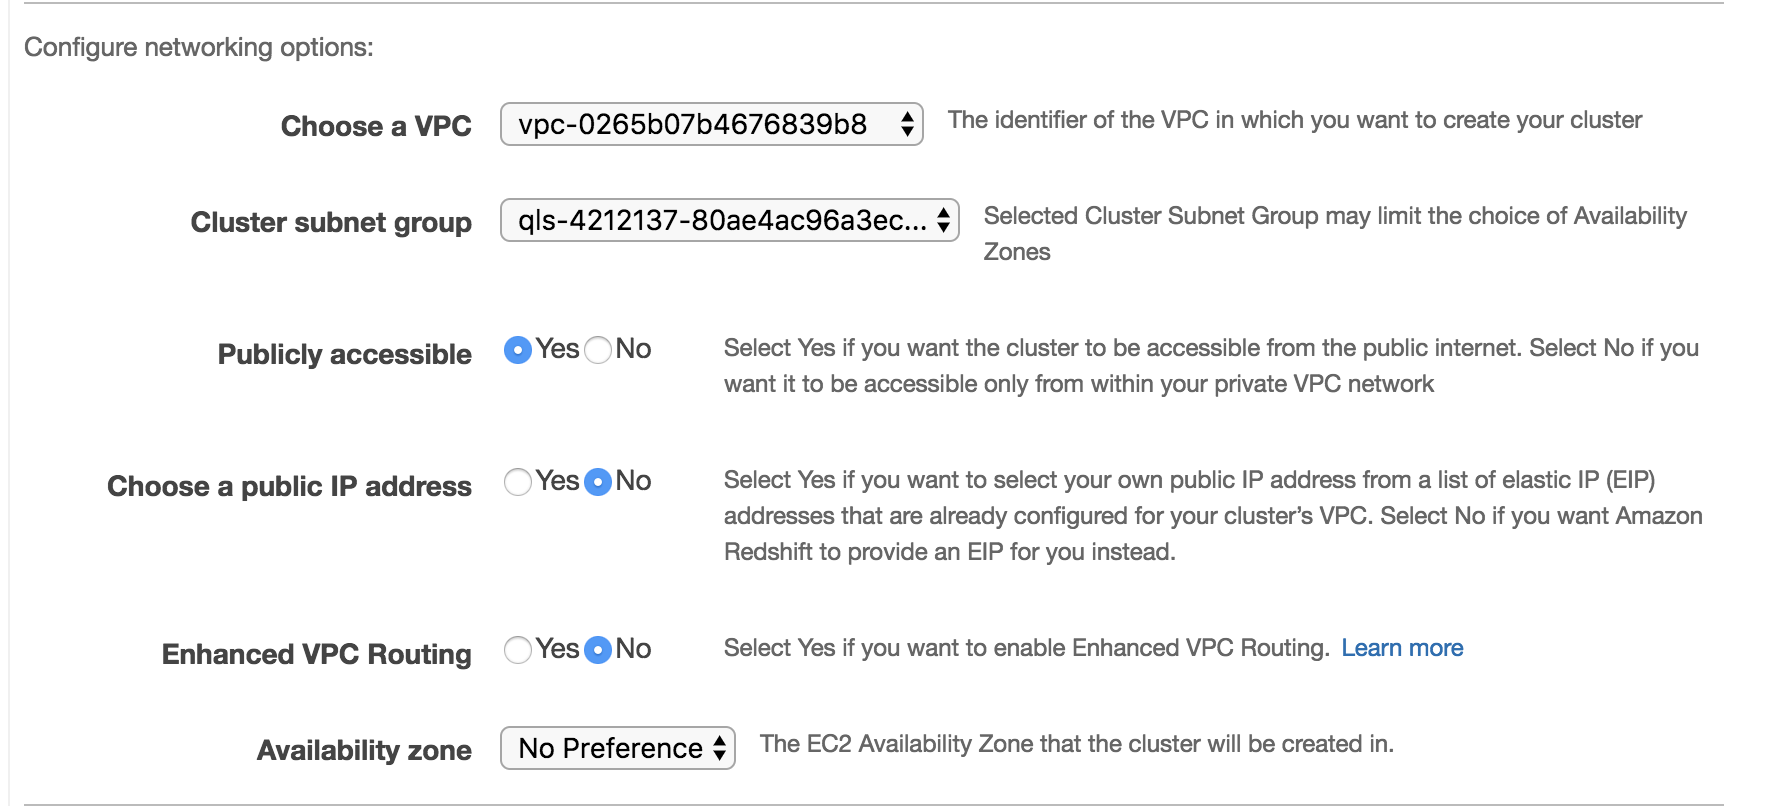 Configure networking options:
Choose a VPC vpc-0265b07b4676839b8 The identifier of the VPC in which you want to create your cluster
Cluster subnet group qls-4212137-80ae4ac96a3ec... Selected Cluster Subnet Group may limit the choice of Availability
Zones
Publicly accessible Yes No Select Yes if you want the cluster to be accessible from the public internet. Select No if you
want it to be accessible only from within your private VPC network
Choose a public IP address Yes No Select Yes if you want to select your own public IP address from a list of elastic IP (EIP)
addresses that are already configured for your cluster’s VPC. Select No if you want Amazon
Redshift to provide an EIP for you instead.
Enhanced VPC Routing Yes No Select Yes if you want to enable Enhanced VPC Routing. Learn more
Availability zone No Preference The EC2 Availability Zone that the cluster will be created in.